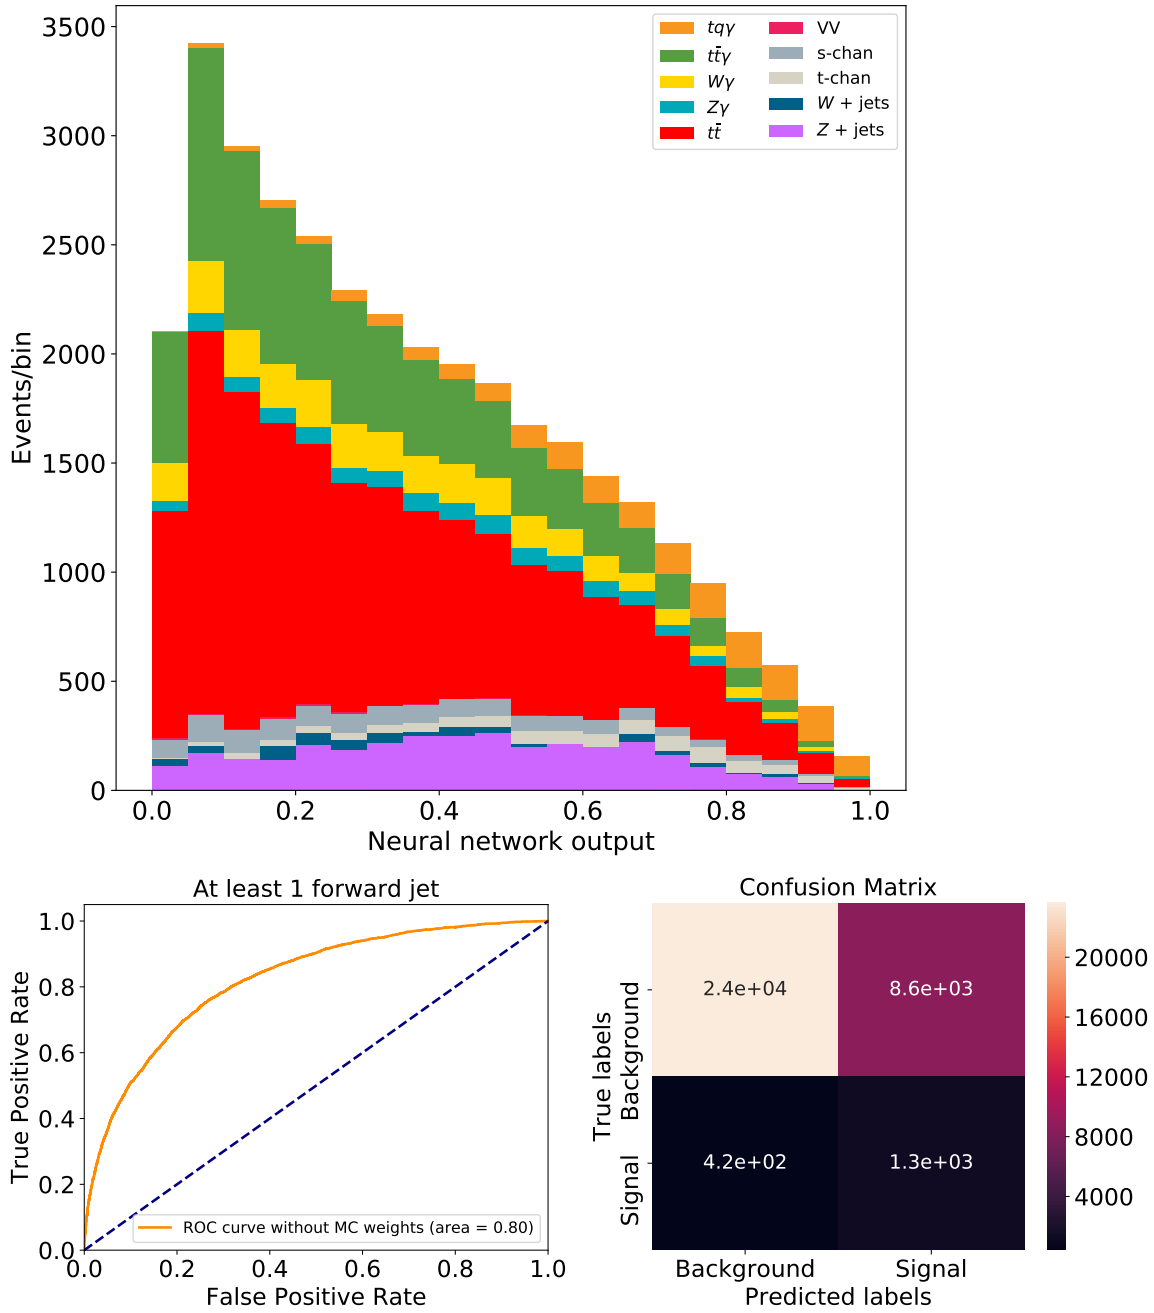 3500
3000
2500
2000
1500
1000
500
0
Events/bin
tqγ
tt̄γ
Wγ
Zγ
tt̄
VV
s-chan
t-chan
W + jets
Z + jets
0.0 0.2 0.4 0.6 0.8 1.0
Neural network output
At least 1 forward jet
1.0
0.8
0.6
0.4
0.2
0.0
True Positive Rate
ROC curve without MC weights (area = 0.80)
0.0 0.2 0.4 0.6 0.8 1.0
False Positive Rate
Confusion Matrix
True labels
Background
Signal
2.4e+04 8.6e+03
4.2e+02 1.3e+03
20000
16000
12000
8000
4000
Background Signal
Predicted labels